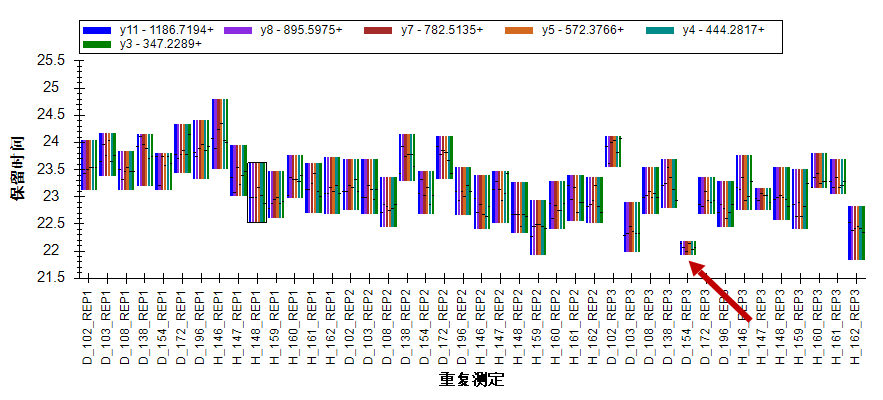 y11 - 1186.7194+ y8 - 895.5975+ y7 - 782.5135+ y5 - 572.3766+ y4 - 444.2817+
y3 - 347.2289+
25.5
25
24.5
24
23.5
23
22.5
22
21.5
保留时间
D_102_REP1
D_103_REP1
D_108_REP1
D_138_REP1
D_154_REP1
D_172_REP1
D_196_REP1
H_146_REP1
H_147_REP1
H_148_REP1
H_159_REP1
H_160_REP1
H_161_REP1
H_162_REP1
D_102_REP2
D_103_REP2
D_108_REP2
D_138_REP2
D_154_REP2
D_172_REP2
D_196_REP2
H_146_REP2
H_147_REP2
H_148_REP2
H_159_REP2
H_160_REP2
H_161_REP2
H_162_REP2
D_102_REP3
D_103_REP3
D_108_REP3
D_138_REP3
D_154_REP3
D_172_REP3
D_196_REP3
H_146_REP3
H_147_REP3
H_148_REP3
H_159_REP3
H_160_REP3
H_161_REP3
H_162_REP3
重复测定